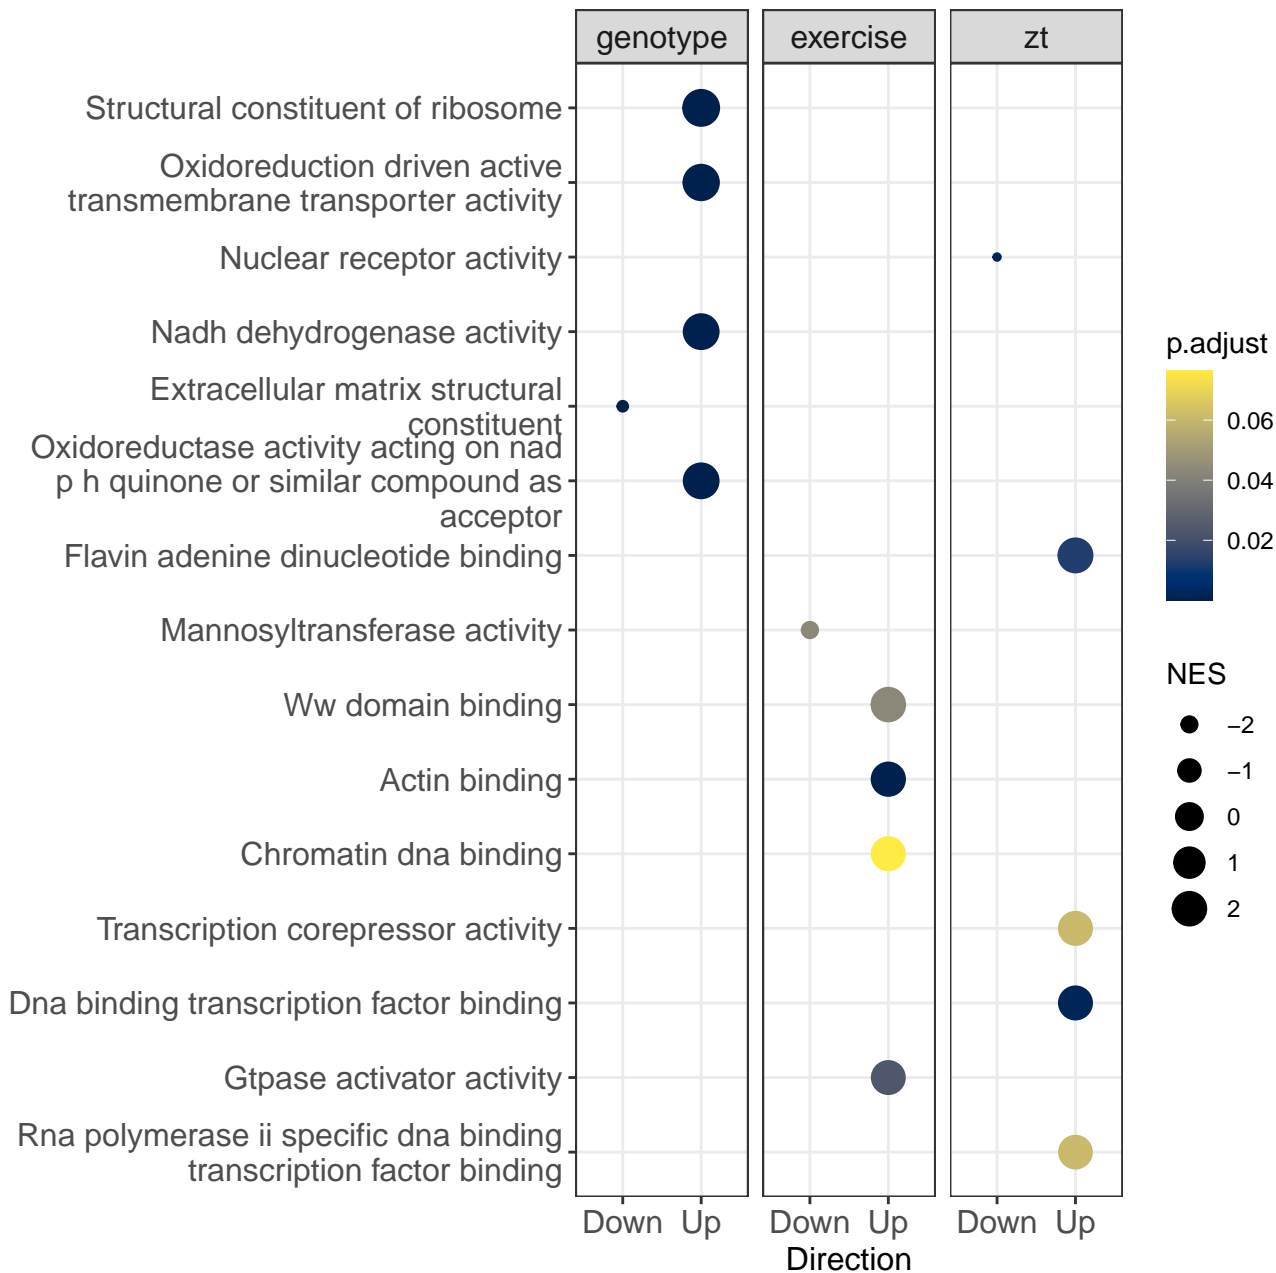 genotype
exercise
zt
Structural constituent of ribosome
Oxidoreduction driven active
transmembrane transporter activity
Nuclear receptor activity
Nadh dehydrogenase activity
Extracellular matrix structural
constituent
Oxidoreductase activity acting on nad
p h quinone or similar compound as
acceptor
Flavin adenine dinucleotide binding
Mannosyltransferase activity
Ww domain binding
Actin binding
Chromatin dna binding
Transcription corepressor activity
Dna binding transcription factor binding
Gtpase activator activity
Rna polymerase ii specific dna binding
transcription factor binding
Down Up
Down Up
Down Up
Direction
p.adjust
0.06
0.04
0.02
NES
−2
−1
0
1
2